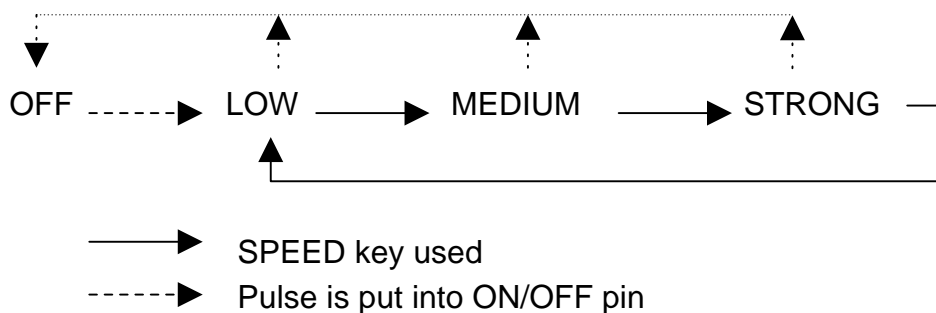 OFF LOW MEDIUM STRONG
SPEED key used
Pulse is put into ON/OFF pin